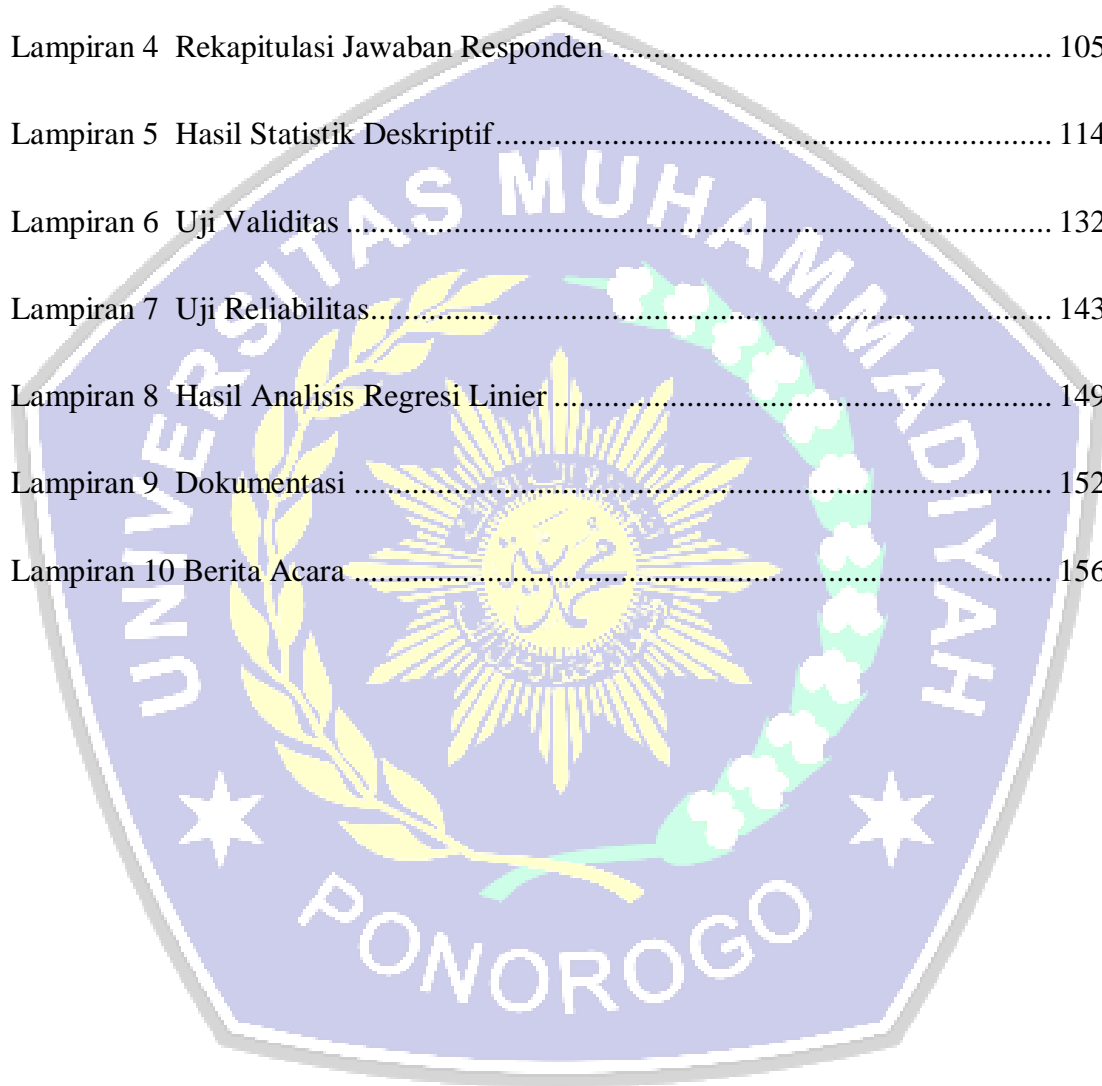 Lampiran 4  Rekapitulasi Jawaban Responden ........................................................ 105
Lampiran 5  Hasil Statistik Deskriptif ...................................................................... 114
Lampiran 6  Uji Validitas ......................................................................................... 132
Lampiran 7  Uji Reliabilitas ...................................................................................... 143
Lampiran 8  Hasil Analisis Regresi Linier ............................................................... 149
Lampiran 9  Dokumentasi ........................................................................................ 152
Lampiran 10 Berita Acara ........................................................................................ 156
UNIVERSITAS MUHAMMADIYAH
PONOROGO